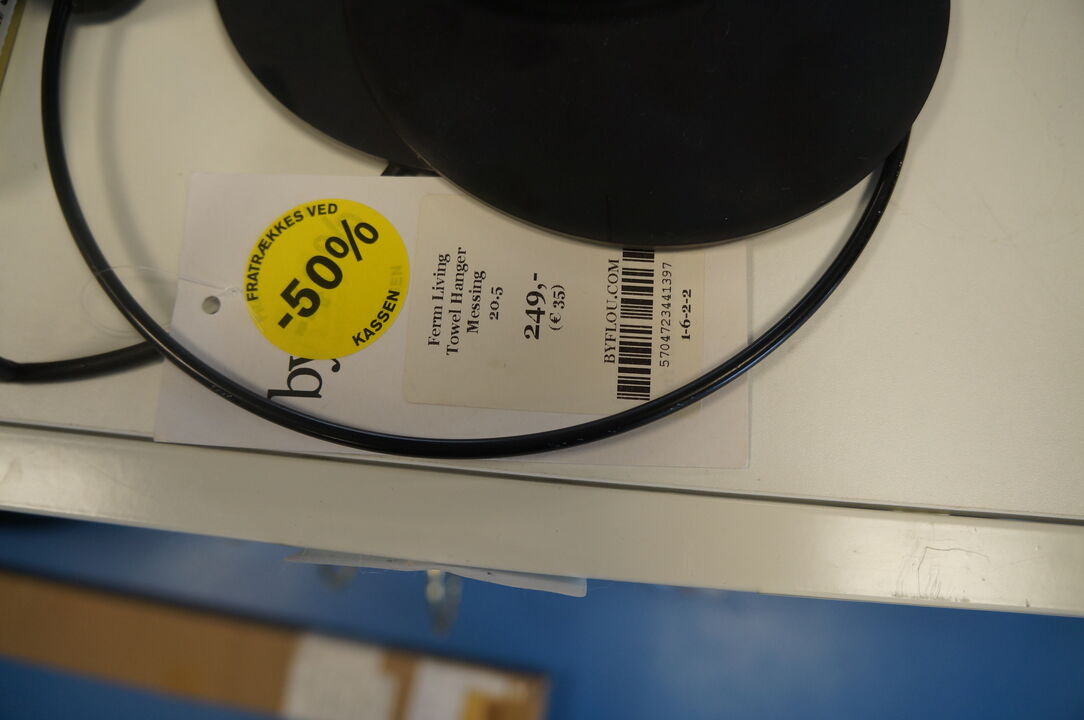 FRATRÆKKES VED
-50%
KASSEN
by
Ferm Living
Towel Hanger
Messing
20.5
249,-
(€ 35)
BYFLOU.COM
5704723441397
1-6-2-2